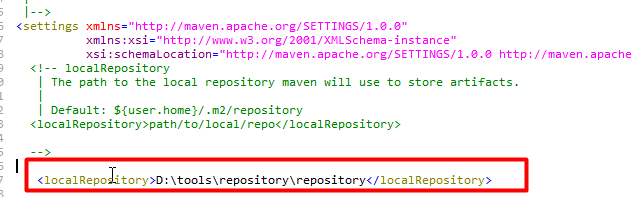 |-->
<settings xmlns="http://maven.apache.org/SETTINGS/1.0.0"
xmlns:xsi="http://www.w3.org/2001/XMLSchema-instance"
xsi:schemaLocation="http://maven.apache.org/SETTINGS/1.0.0 http://maven.apache
<!-- localRepository
| The path to the local repository maven will use to store artifacts.
|
| Default: ${user.home}/.m2/repository
<localRepository>path/to/local/repo</localRepository>
-->
<localRepository>D:\tools\repository\repository</localRepository>